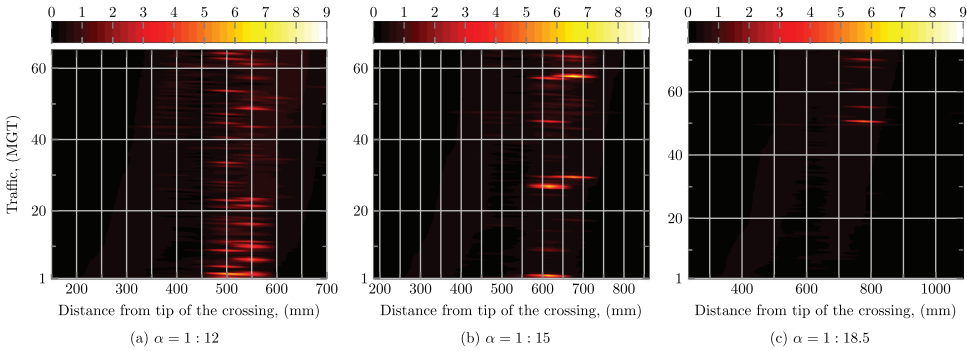 0 1 2 3 4 5 6 7 8 9
0 1 2 3 4 5 6 7 8 9
0 1 2 3 4 5 6 7 8 9
Traffic, (MGT)
60
40
20
1
200 300 400 500 600 700
Distance from tip of the crossing, (mm)
(a) α = 1 : 12
60
40
20
1
200 300 400 500 600 700 800
Distance from tip of the crossing, (mm)
(b) α = 1 : 15
60
40
20
1
400 600 800 1000
Distance from tip of the crossing, (mm)
(c) α = 1 : 18.5